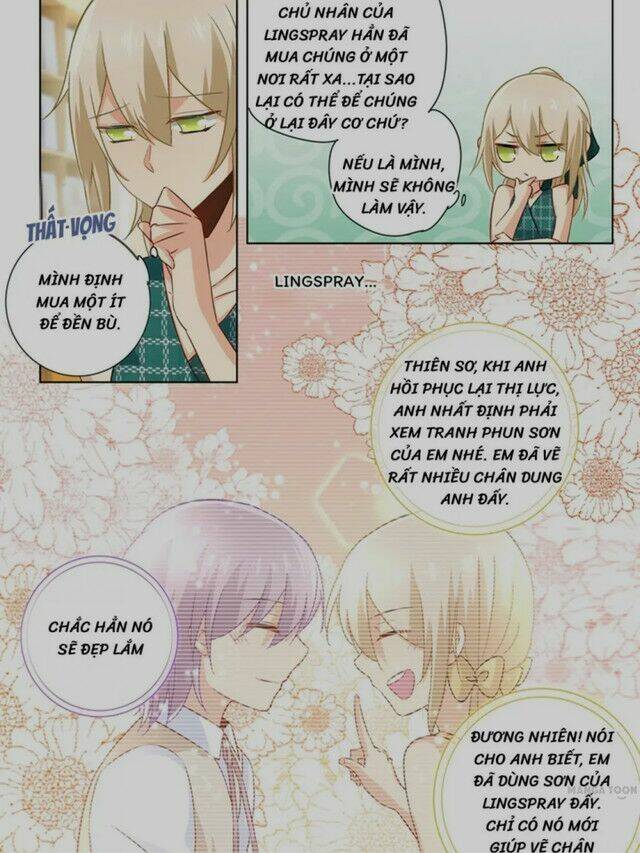 CHỦ NHÂN CỦA
LINGSPRAY HẲN ĐÃ
MUA CHÚNG Ở MỘT
NƠI RẤT XA...TẠI SAO
LẠI CÓ THỂ ĐỂ CHÚNG
Ở LẠI ĐÂY CƠ CHỨ?
NẾU LÀ MÌNH,
MÌNH SẼ KHÔNG
LÀM VẬY.
THẤT VỌNG
MÌNH ĐỊNH
MUA MỘT ÍT
ĐỂ ĐỀN BÙ.
LINGSPRAY...
THIÊN SƠ, KHI ANH
HỒI PHỤC LẠI THỊ LỰC,
ANH NHẤT ĐỊNH PHẢI
XEM TRANH PHUN SƠN
CỦA EM NHÉ. EM ĐÃ VẼ
RẤT NHIỀU CHÂN DUNG
ANH ĐẤY.
CHẮC HẲN NÓ
SẼ ĐẸP LẮM
ĐƯƠNG NHIÊN! NÓI
CHO ANH BIẾT, EM
ĐÃ DÙNG SƠN CỦA
MANGA TOON
LINGSPRAY ĐẤY.
CHỈ CÓ NÓ MỚI
GIÚP VẼ CHÂN